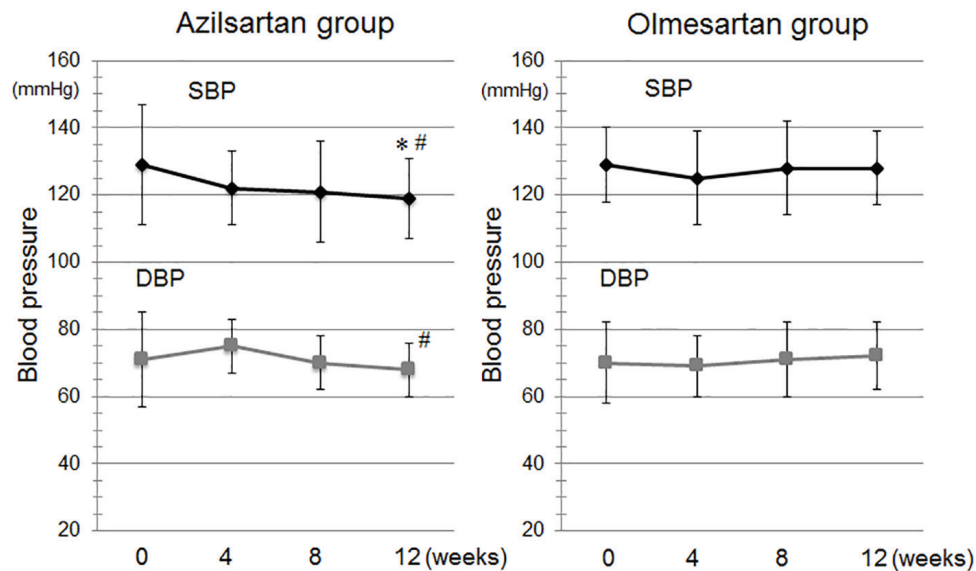 Azilsartan group
160
(mmHg)
140
120
100
80
60
40
20
Blood pressure
SBP
* #
DBP
#
0 4 8 12 (weeks)
Olmesartan group
160
(mmHg)
140
120
100
80
60
40
20
Blood pressure
SBP
DBP
0 4 8 12 (weeks)